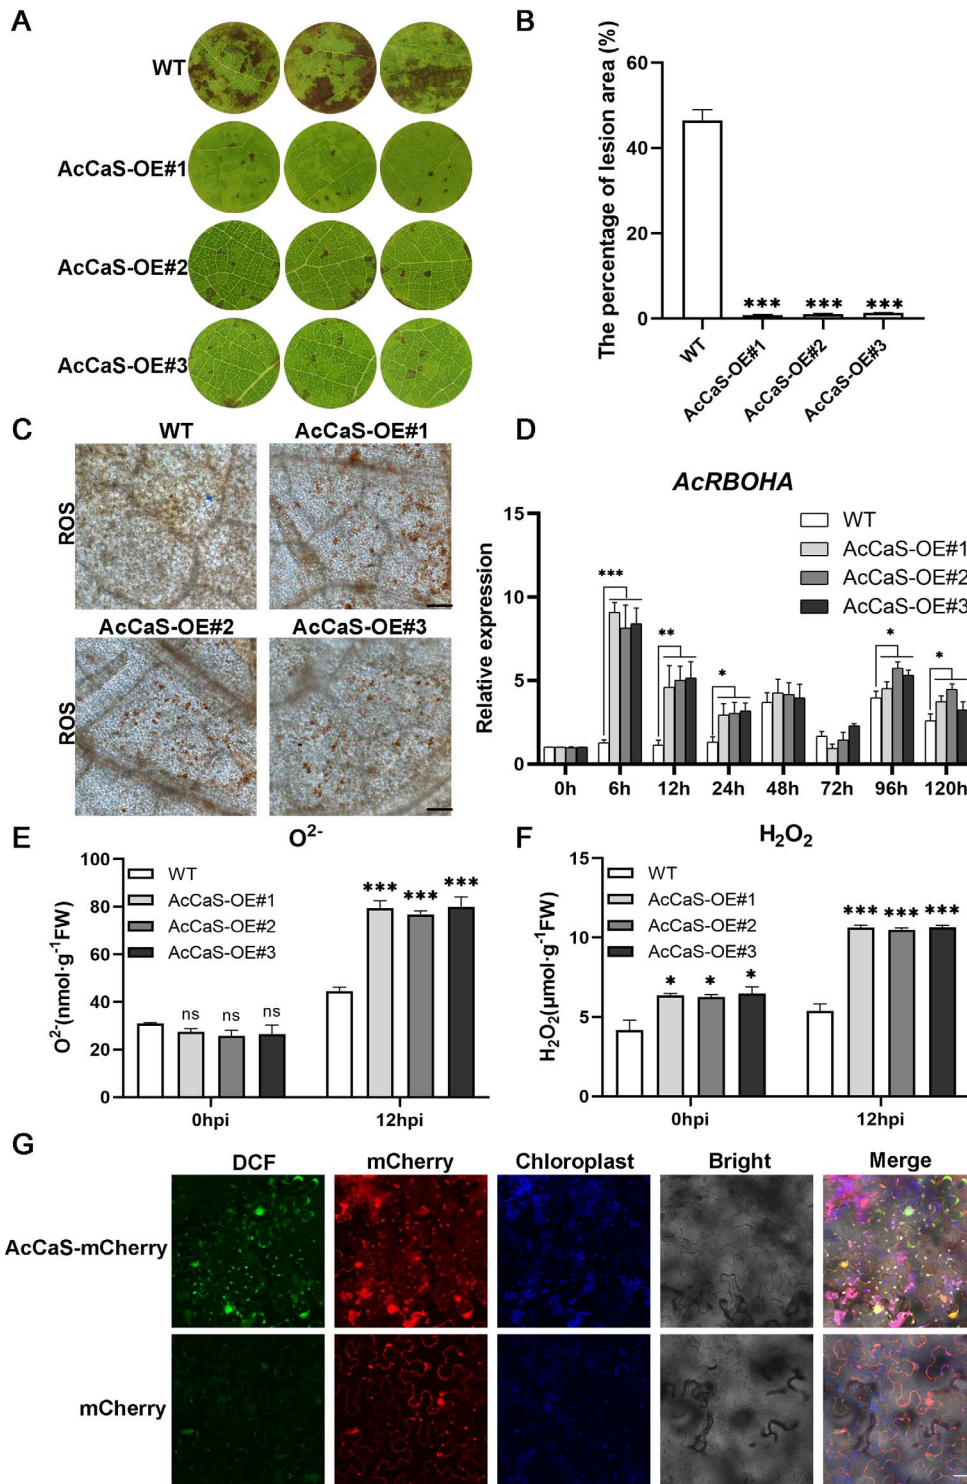 A
WT
AcCaS-OE#1
AcCaS-OE#2
AcCaS-OE#3
B
The percentage of lesion area (%)
60
40
20
0
***
***
***
WT
AcCaS-OE#1
AcCaS-OE#2
AcCaS-OE#3
C
WT
AcCaS-OE#1
ROS
AcCaS-OE#2
AcCaS-OE#3
ROS
D
AcRBOHA
Relative expression
15
10
5
0
WT
AcCaS-OE#1
AcCaS-OE#2
AcCaS-OE#3
***
**
*
*
*
0h
6h
12h
24h
48h
72h
96h
120h
E
O²⁻
O²⁻(nmol·g⁻¹FW)
100
80
60
40
20
0
WT
AcCaS-OE#1
AcCaS-OE#2
AcCaS-OE#3
ns
ns
ns
***
***
***
0hpi
12hpi
F
H₂O₂
H₂O₂(μmol·g⁻¹FW)
15
10
5
0
WT
AcCaS-OE#1
AcCaS-OE#2
AcCaS-OE#3
*
*
*
***
***
***
0hpi
12hpi
G
DCF
mCherry
Chloroplast
Bright
Merge
AcCaS-mCherry
mCherry